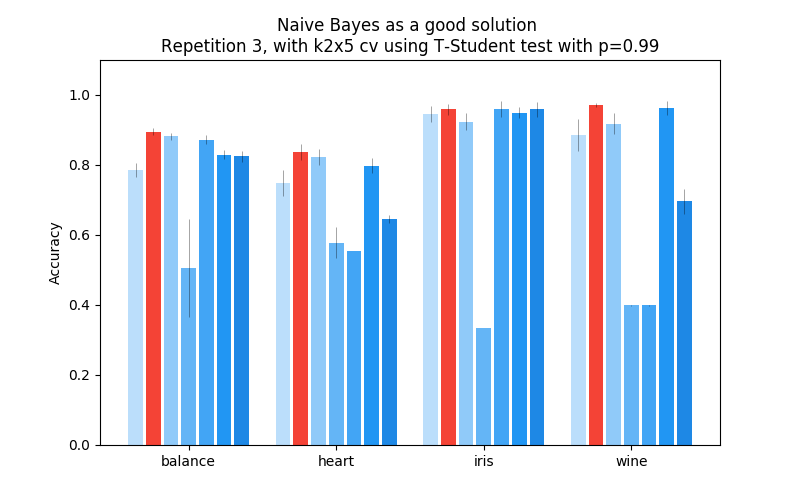 Naive Bayes as a good solution
Repetition 3, with k2x5 cv using T-Student test with p=0.99
1.0
0.8
0.6
0.4
0.2
0.0
Accuracy
balance heart iris wine